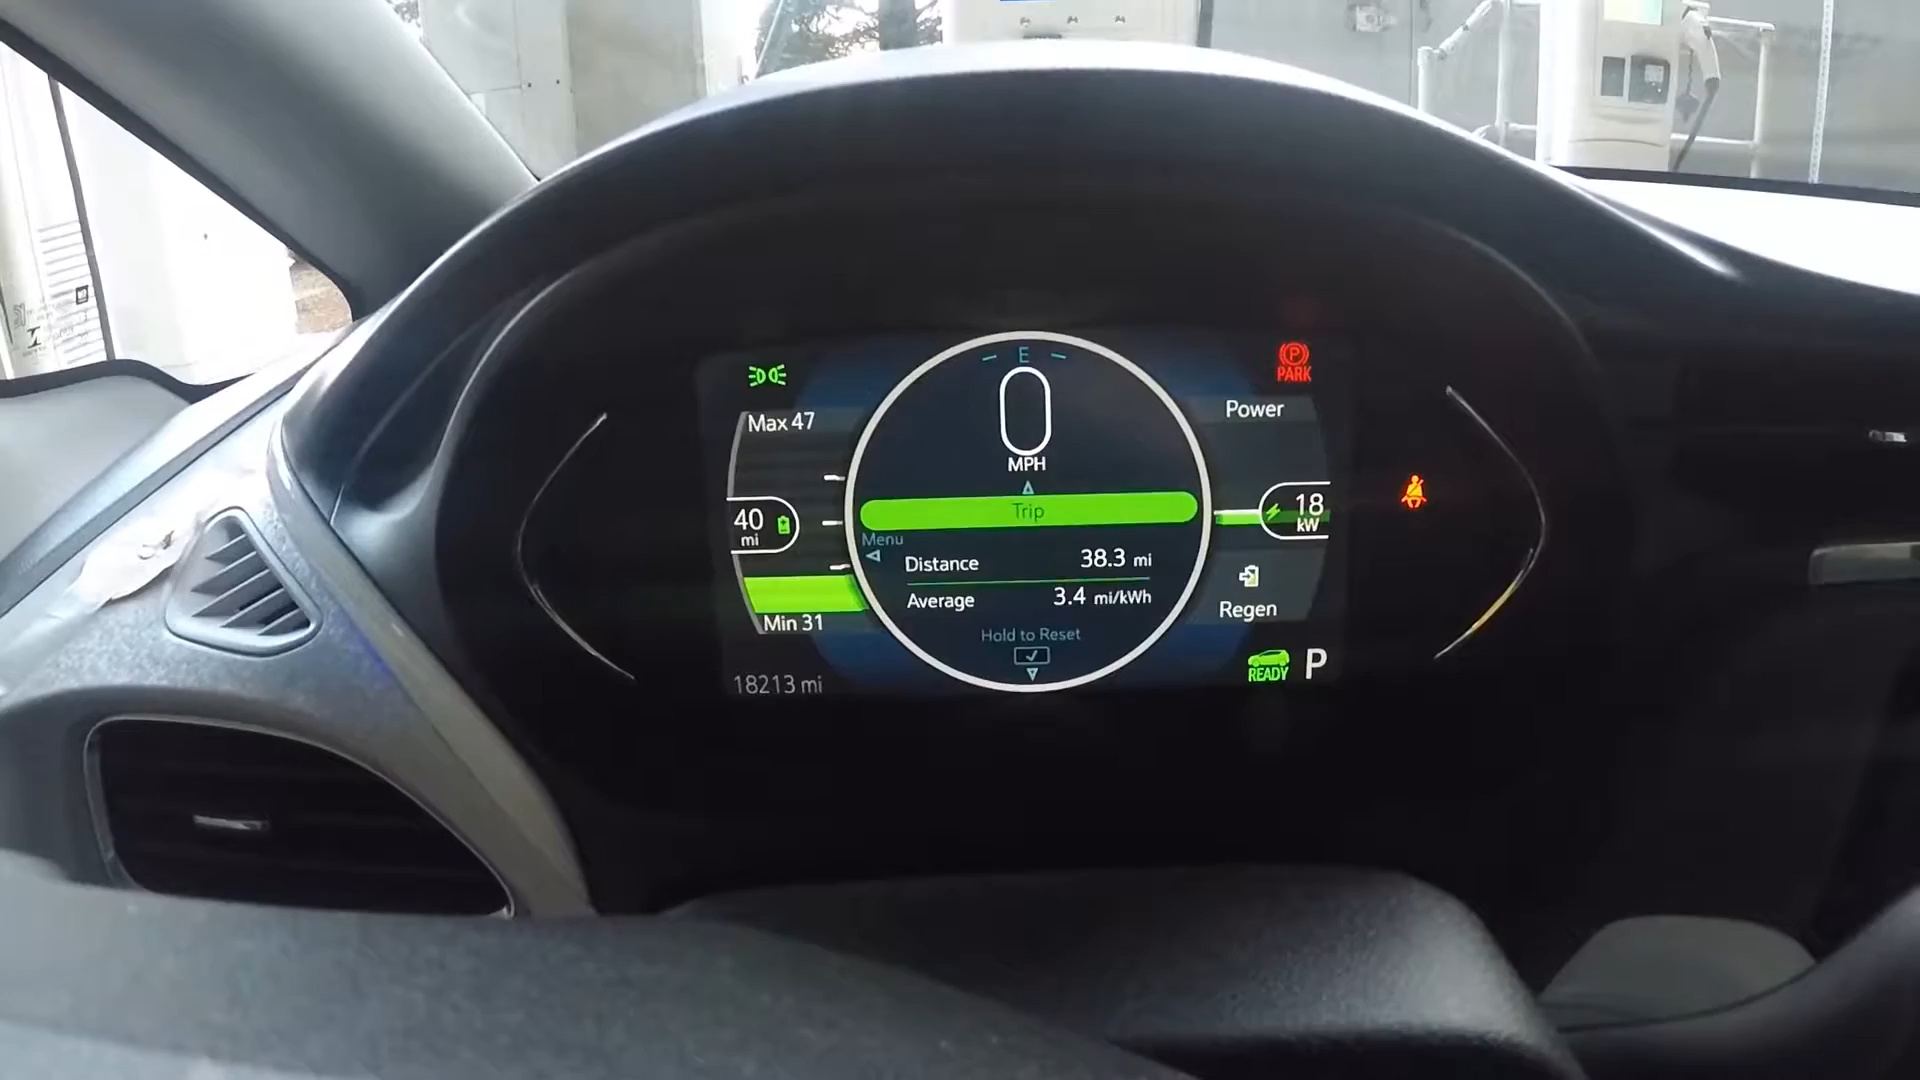 E
PARK
Max 47
0
MPH
Power
Trip
40
mi
18
kW
Menu
Distance 38.3 mi
Average 3.4 mi/kWh
Min 31
Regen
Hold to Reset
18213 mi
READY P